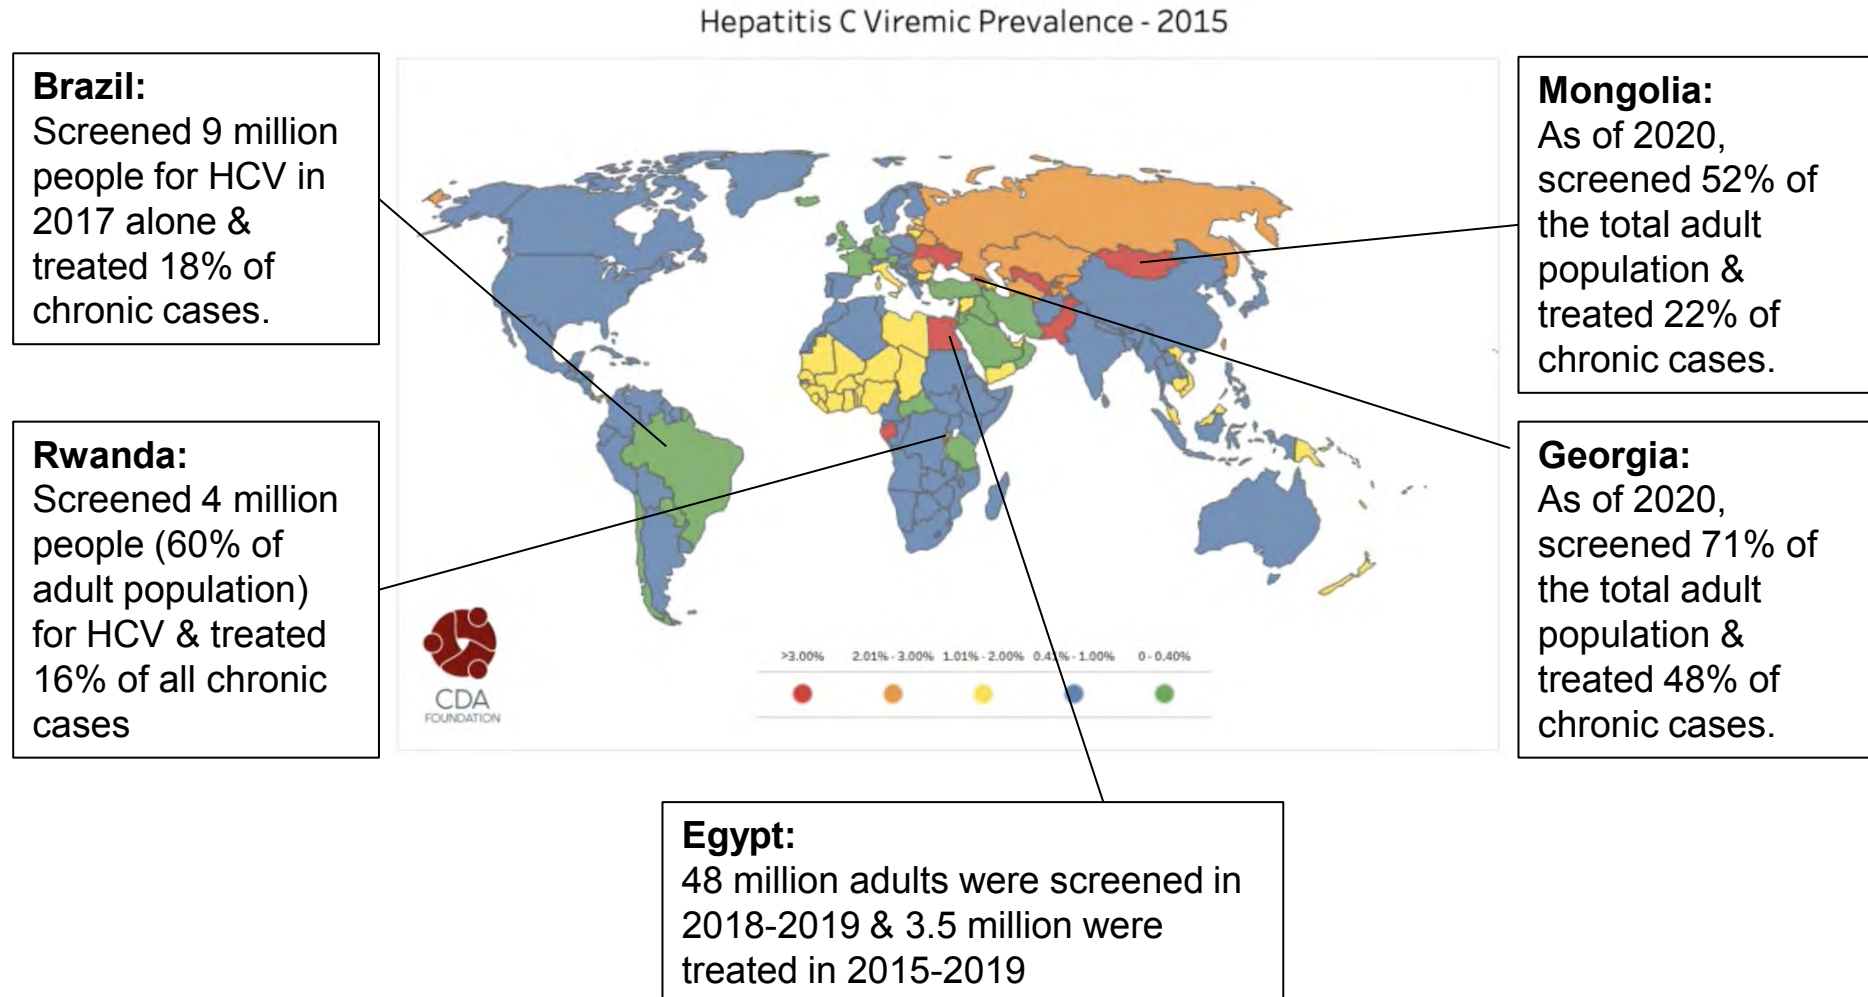 Hepatitis C Viremic Prevalence - 2015
Brazil:
Screened 9 million
people for HCV in
2017 alone &
treated 18% of
chronic cases.
Rwanda:
Screened 4 million
people (60% of
adult population)
for HCV & treated
16% of all chronic
cases
Mongolia:
As of 2020,
screened 52% of
the total adult
population &
treated 22% of
chronic cases.
Georgia:
As of 2020,
screened 71% of
the total adult
population &
treated 48% of
chronic cases.
CDA
FOUNDATION
>3.00% 2.01% - 3.00% 1.01% - 2.00% 0.41% - 1.00% 0 - 0.40%
Egypt:
48 million adults were screened in
2018-2019 & 3.5 million were
treated in 2015-2019